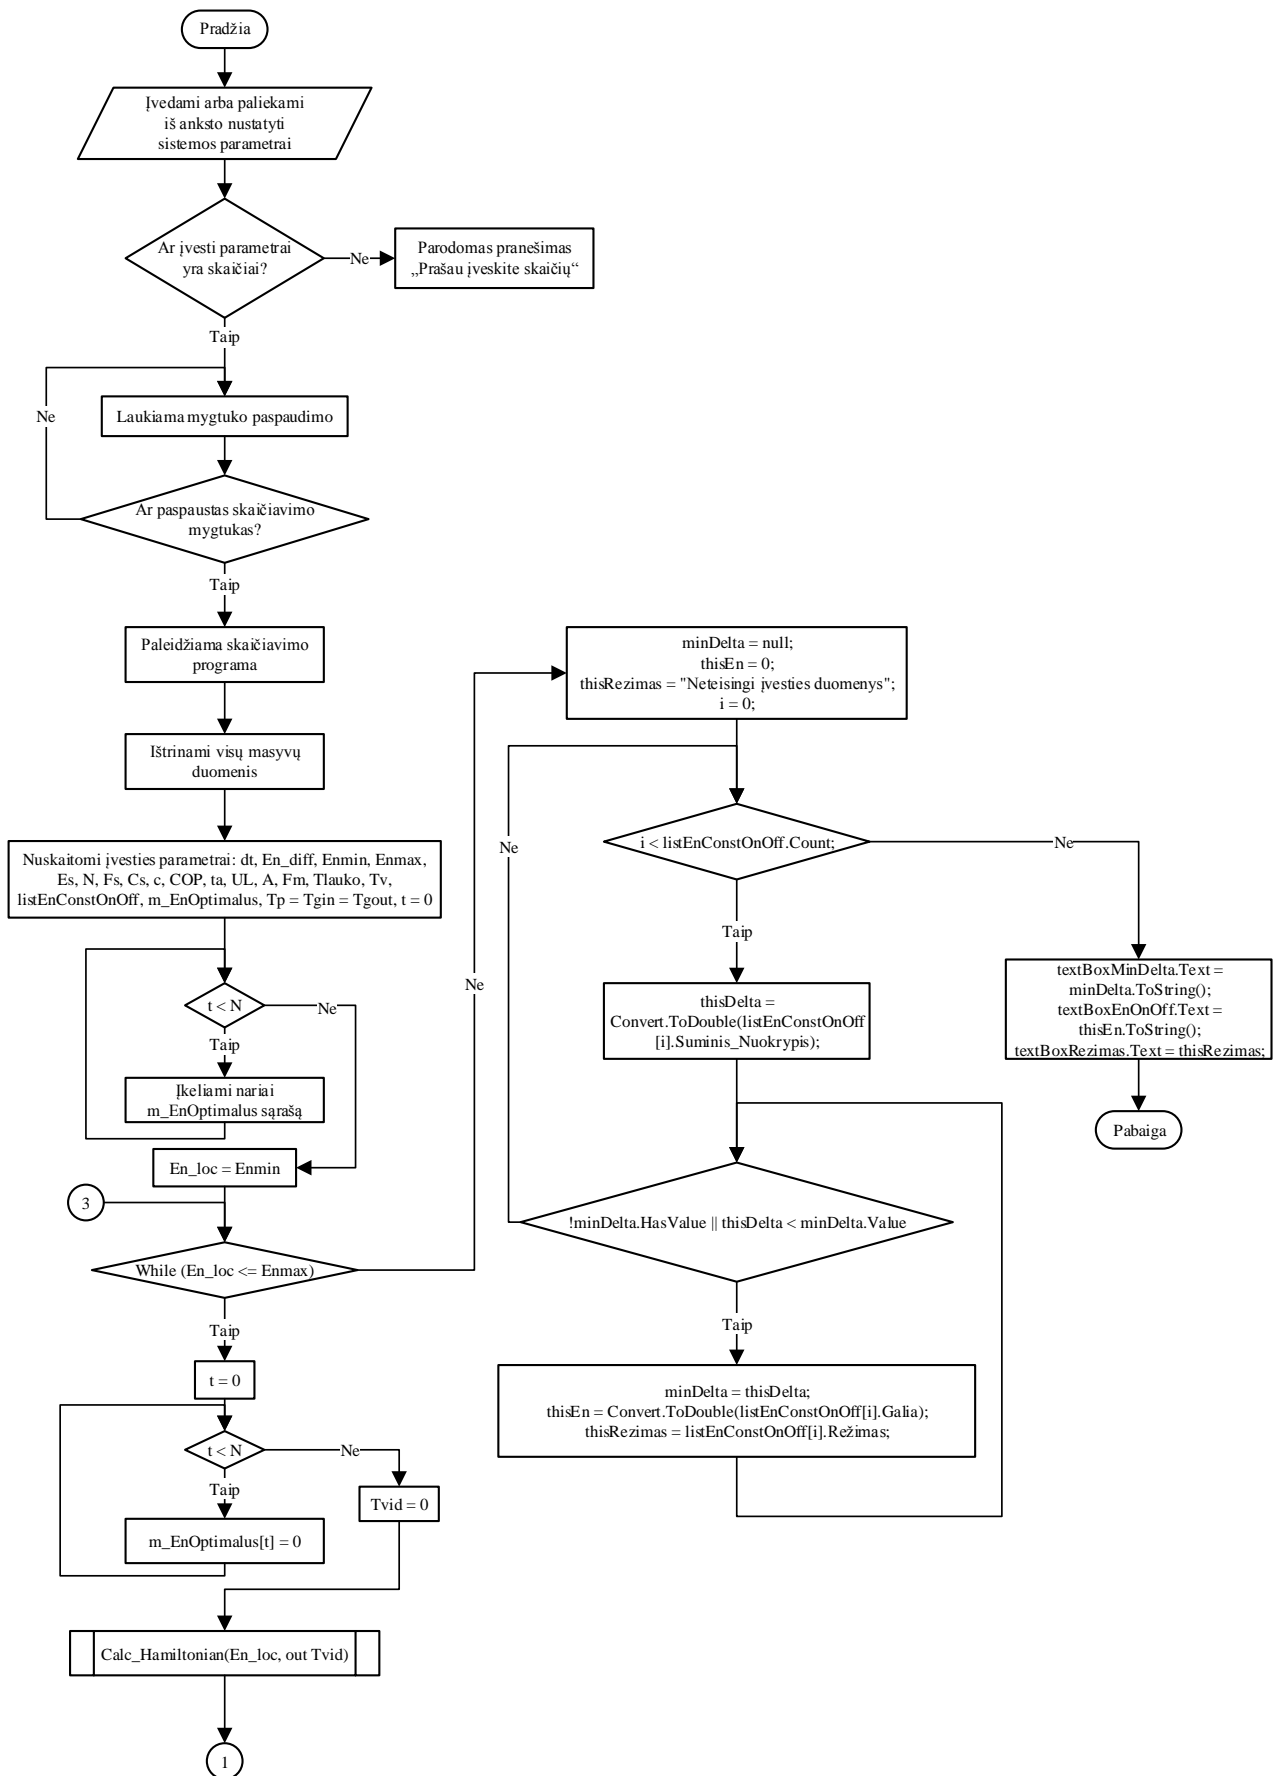 Pradžia
Įvedami arba paliekami
iš anksto nustatyti
sistemos parametrai
Ar įvesti parametrai
yra skaičiai?
Ne
Parodomas pranešimas
„Prašau įveskite skaičių“
Taip
Ne
Laukiama mygtuko paspaudimo
Ar paspaustas skaičiavimo
mygtukas?
Taip
Paleidžiama skaičiavimo
programa
Ištrinami visų masyvų
duomenis
Nuskaitomi įvesties parametrai: dt, En_diff, Enmin, Enmax,
Es, N, Fs, Cs, c, COP, ta, UL, A, Fm, Tlauko, Tv,
listEnConstOnOff, m_EnOptimalus, Tp = Tgin = Tgout, t = 0
t < N
Ne
Taip
Įkeliami nariai
m_EnOptimalus sąrašą
En_loc = Enmin
3
While (En_loc <= Enmax)
Ne
Taip
t = 0
t < N
Ne
Taip
Tvid = 0
m_EnOptimalus[t] = 0
Calc_Hamiltonian(En_loc, out Tvid)
1
minDelta = null;
thisEn = 0;
thisRezimas = "Neteisingi įvesties duomenys";
i = 0;
Ne
i < listEnConstOnOff.Count;
Ne
Taip
thisDelta =
Convert.ToDouble(listEnConstOnOff
[i].Suminis_Nuokrypis);
!minDelta.HasValue || thisDelta < minDelta.Value
Taip
minDelta = thisDelta;
thisEn = Convert.ToDouble(listEnConstOnOff[i].Galia);
thisRezimas = listEnConstOnOff[i].Režimas;
textBoxMinDelta.Text =
minDelta.ToString();
textBoxEnOnOff.Text =
thisEn.ToString();
textBoxRezimas.Text = thisRezimas;
Pabaiga